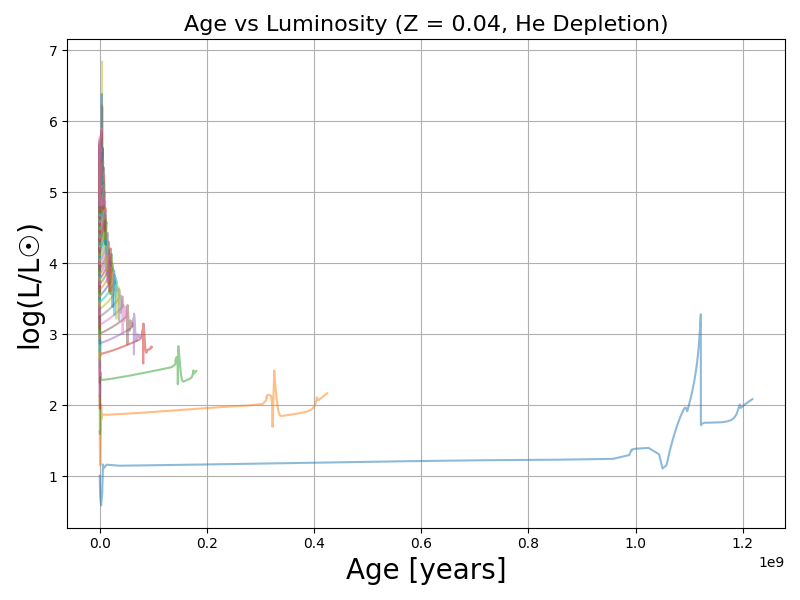 Age vs Luminosity (Z = 0.04, He Depletion)
log(L/L☉)
7
6
5
4
3
2
1
0.0 0.2 0.4 0.6 0.8 1.0 1.2
1e9
Age [years]